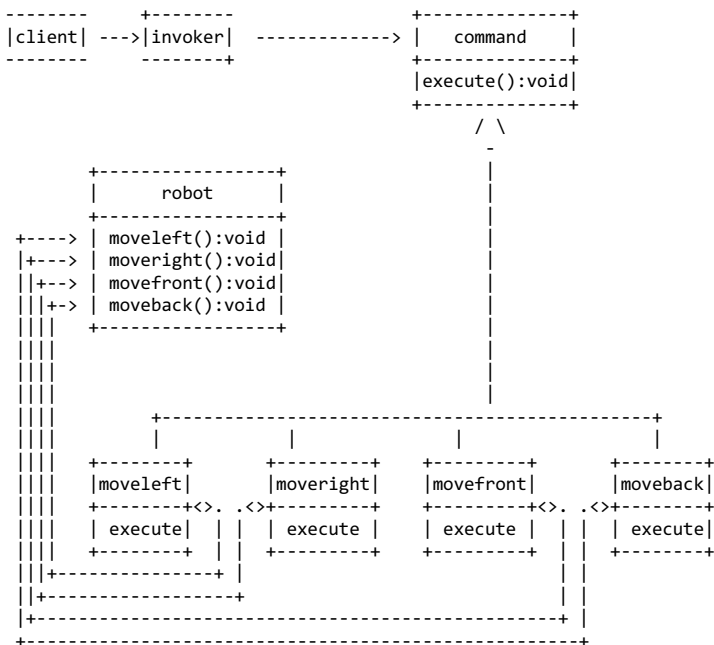 client invoker command
execute():void
robot
moveleft():void
moveright():void
movefront():void
moveback():void
moveleft moveright movefront moveback
execute execute execute execute